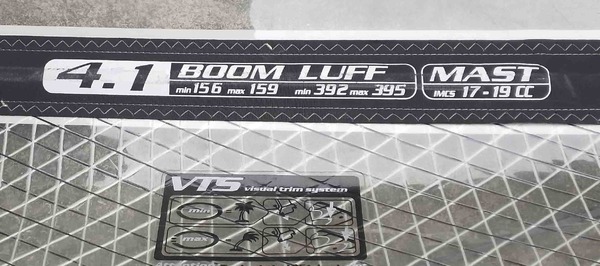 4.1 BOOM LUFF MAST
min 156 max 159 min 392 max 395 IMCS 17 - 19 CC
VTS visual trim system
min
max